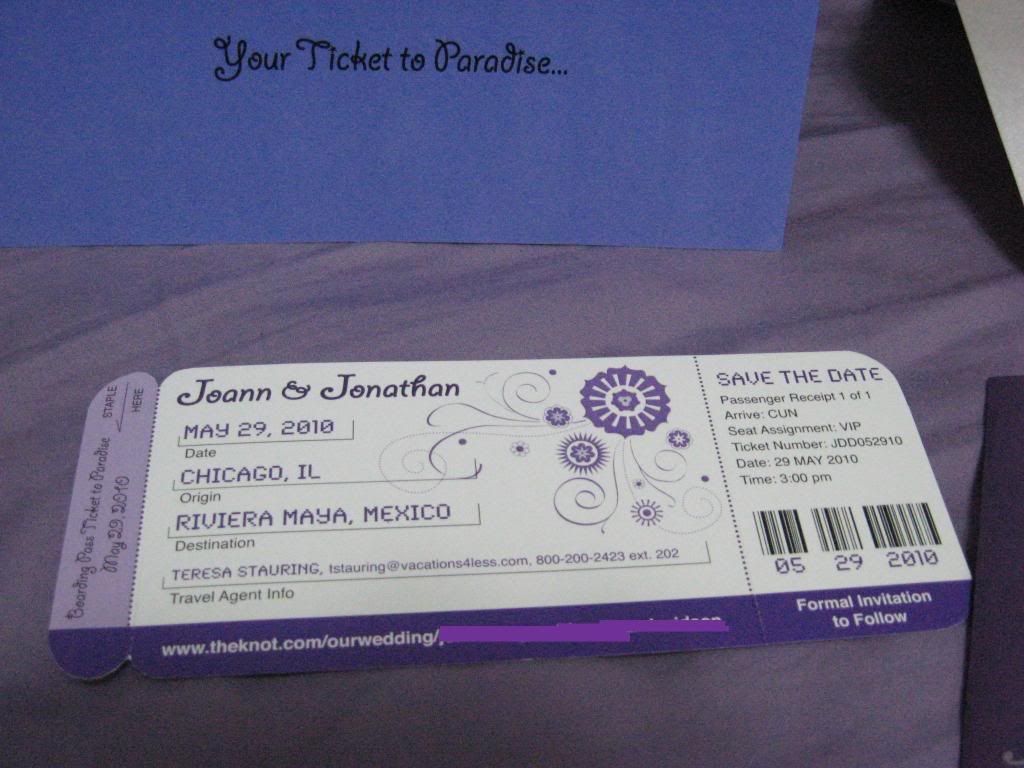 Your Ticket to Paradise...
Boarding Pass Ticket to Paradise
May 29 2010
STAPLE
HERE
Joann & Jonathan
MAY 29, 2010
Date
CHICAGO, IL
Origin
RIVIERA MAYA, MEXICO
Destination
TERESA STAURING, tstauring@vacations4less.com, 800-200-2423 ext. 202
Travel Agent Info
www.theknot.com/ourwedding/
SAVE THE DATE
Passenger Receipt 1 of 1
Arrive: CUN
Seat Assignment: VIP
Ticket Number: JDD052910
Date: 29 MAY 2010
Time: 3:00 pm
05 29 2010
Formal Invitation
to Follow